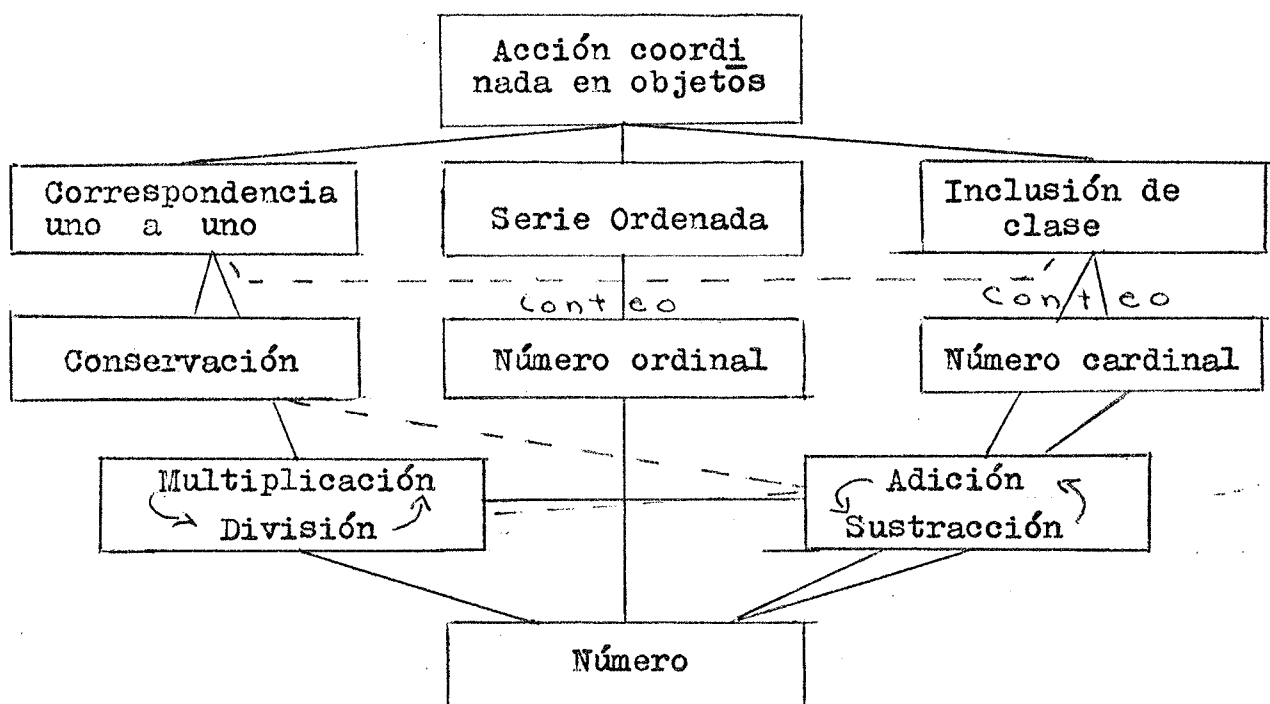 Acción coordi
nada en objetos
Correspondencia
uno a uno
Serie Ordenada
Inclusión de
clase
conteo
conteo
Conservación
Número ordinal
Número cardinal
Multiplicación
División
Adición
Sustracción
Número